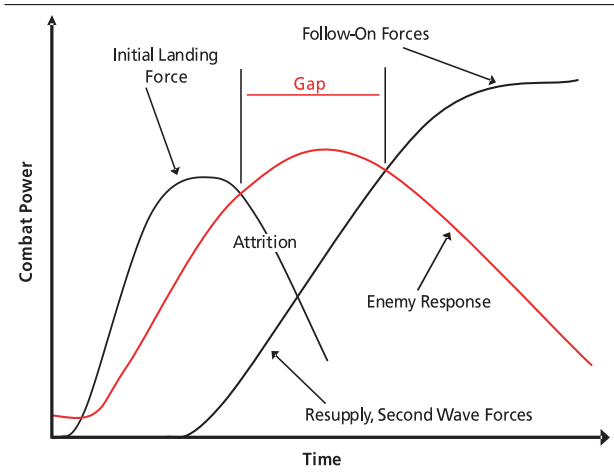 Follow-On Forces
Initial Landing
Force
Gap
Combat Power
Attrition
Enemy Response
Resupply, Second Wave Forces
Time